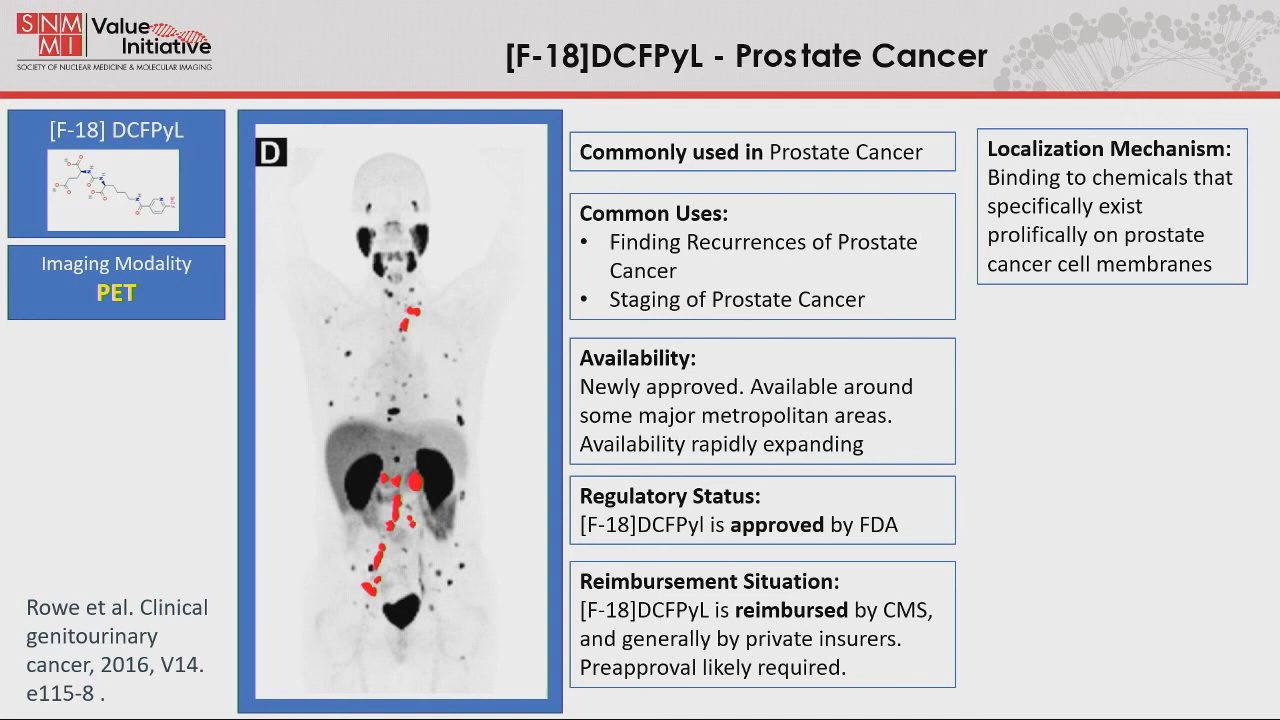 SNM
MI
Value
Initiative
SOCIETY OF NUCLEAR MEDICINE & MOLECULAR IMAGING
[F-18]DCFPyL - Prostate Cancer
[F-18] DCFPyL
Imaging Modality
PET
Rowe et al. Clinical
genitourinary
cancer, 2016, V14.
e115-8 .
D
Commonly used in Prostate Cancer
Common Uses:
• Finding Recurrences of Prostate
Cancer
• Staging of Prostate Cancer
Availability:
Newly approved. Available around
some major metropolitan areas.
Availability rapidly expanding
Regulatory Status:
[F-18]DCFPyl is approved by FDA
Reimbursement Situation:
[F-18]DCFPyL is reimbursed by CMS,
and generally by private insurers.
Preapproval likely required.
Localization Mechanism:
Binding to chemicals that
specifically exist
prolifically on prostate
cancer cell membranes